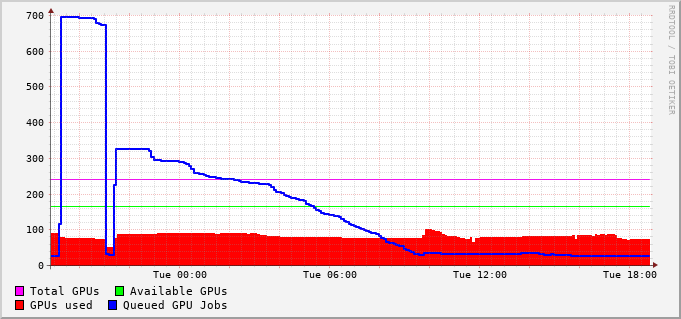 RRDTOOL / TOBI OETIKER
700
600
500
400
300
200
100
0
Tue 00:00 Tue 06:00 Tue 12:00 Tue 18:00
Total GPUs Available GPUs
GPUs used Queued GPU Jobs